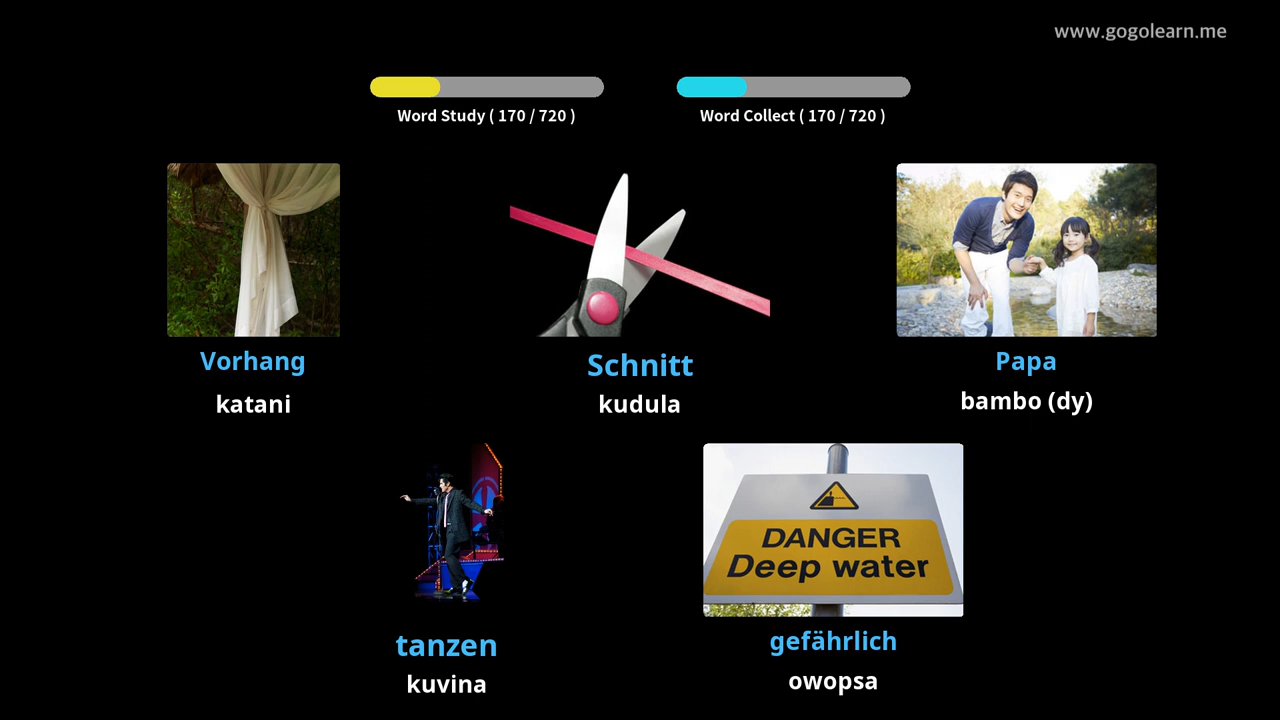 www.gogolearn.me
Word Study ( 170 / 720 )
Word Collect ( 170 / 720 )
Vorhang
katani
Schnitt
kudula
Papa
bambo (dy)
DANGER
Deep water
tanzen
kuvina
gefährlich
owopsa